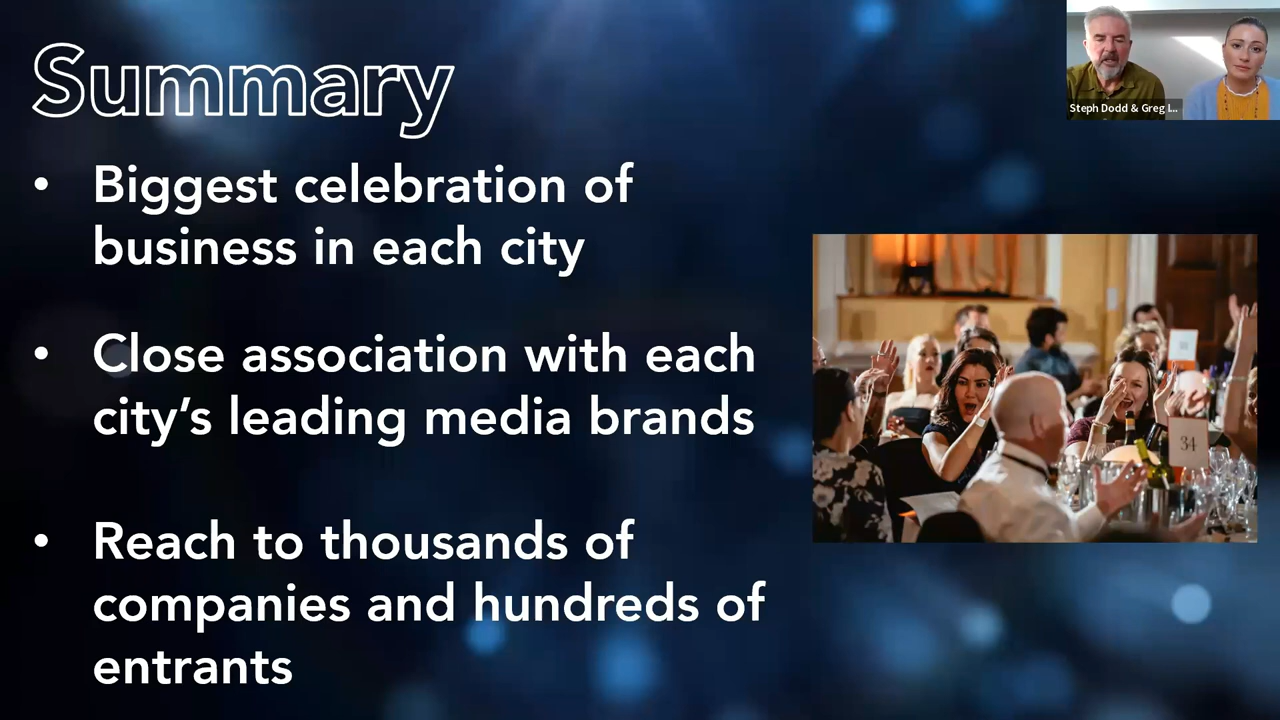 Summary
Steph Dodd & Greg L...
• Biggest celebration of
business in each city
• Close association with each
city’s leading media brands
34
• Reach to thousands of
companies and hundreds of
entrants